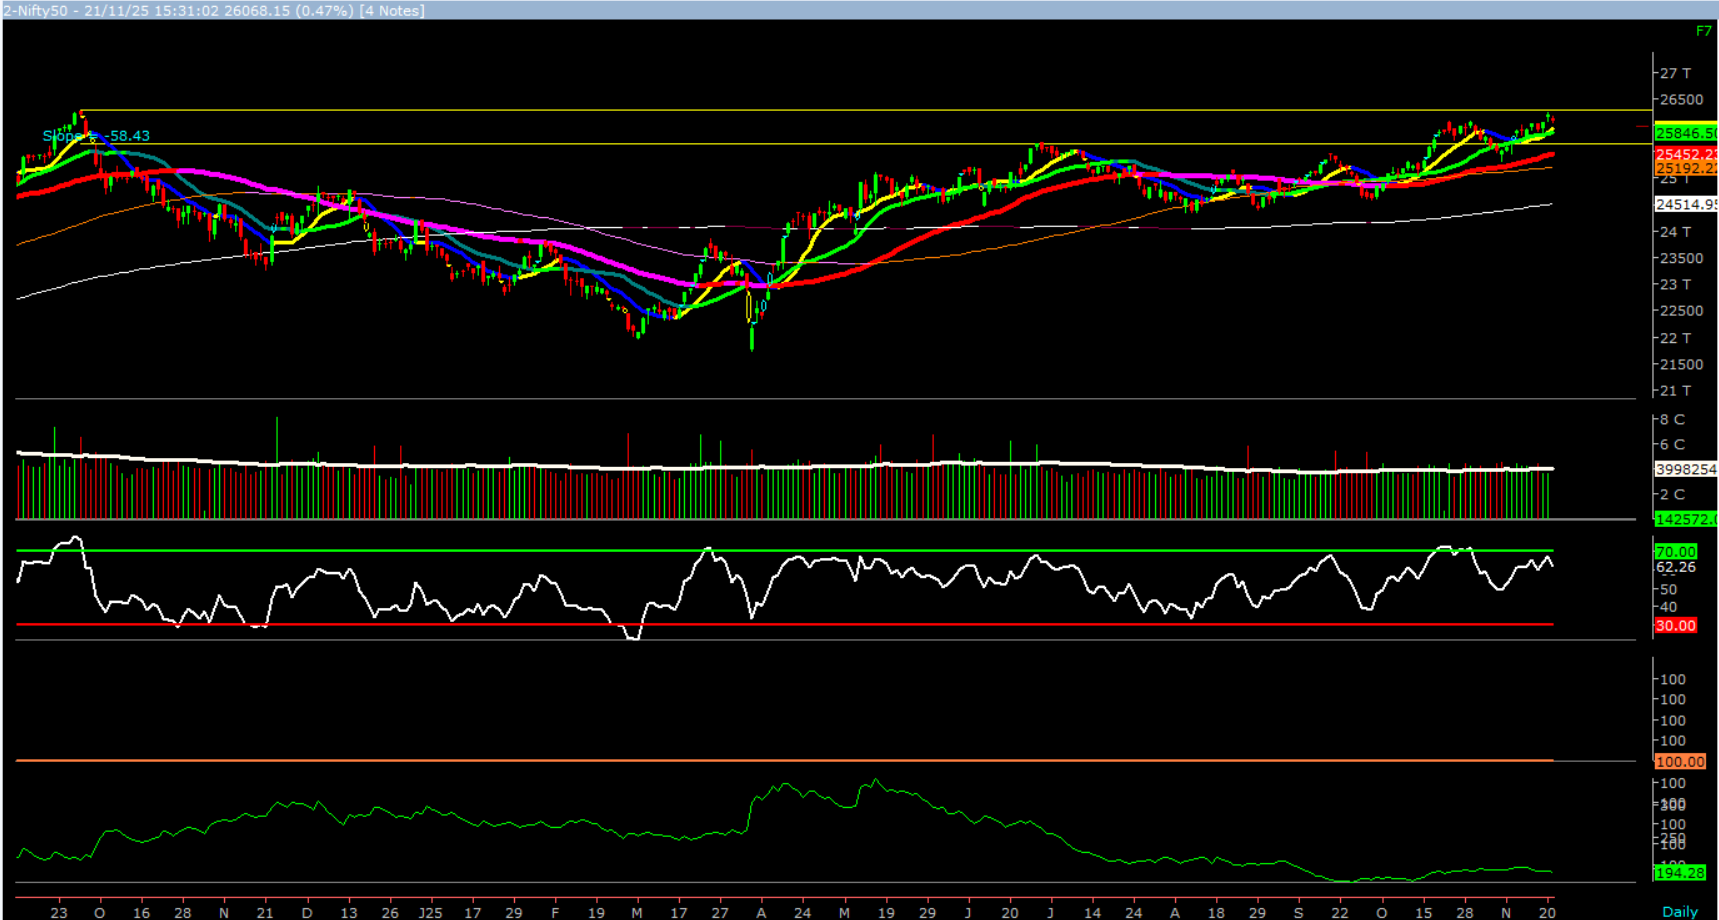 2-Nifty50 - 21/11/25 15:31:02 26068.15 (0.47%) [4 Notes]
F7
27 T
26500
Slope = -58.43
25846.50
25452.23
25192.22
25 T
24514.95
24 T
23500
23 T
22500
22 T
21500
21 T
8 C
6 C
3998254
2 C
142572.0
70.00
62.26
50
40
30.00
100
100
100
100
100.00
100
300
100
250
100
194.28
23 O 16 28 N 21 D 13 26 J25 17 29 F 19 M 17 27 A 24 M 19 29 J 20 J 14 24 A 18 29 S 22 O 15 28 N 20
Daily